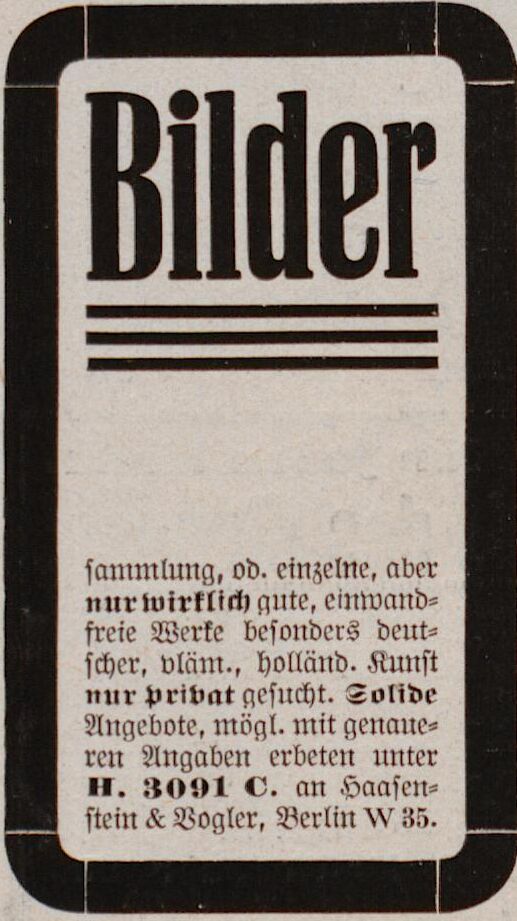 Bilder
sammlung, od. einzelne, aber
nur wirklich gute, einwand-
freie Werke besonders deut-
scher, vläm., holländ. Kunst
nur privat gesucht. Solide
Angebote, mögl. mit genaue-
ren Angaben erbeten unter
H. 3091 C. an Haasen-
stein & Vogler, Berlin W 35.